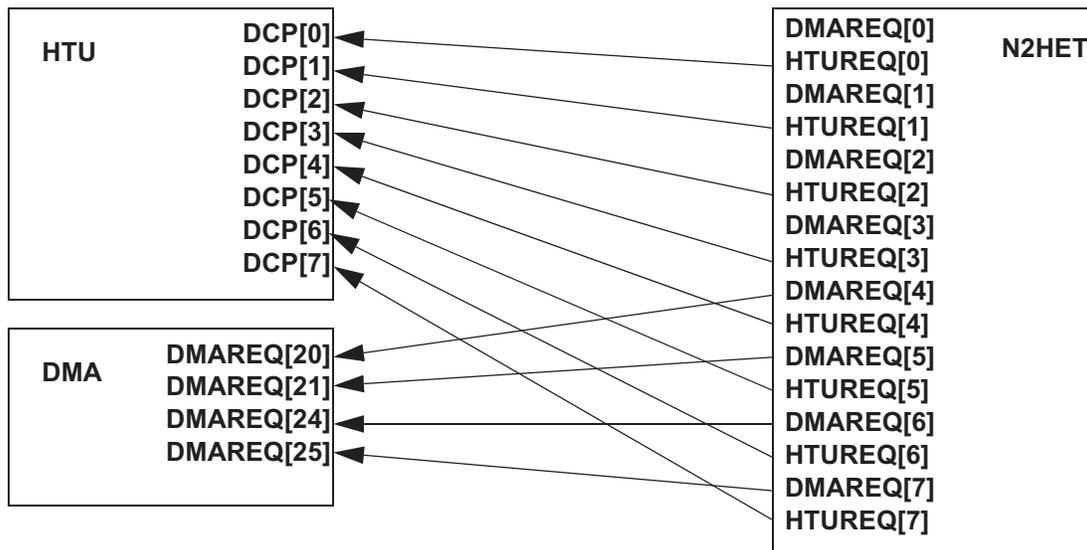 HTU
DCP[0]
DCP[1]
DCP[2]
DCP[3]
DCP[4]
DCP[5]
DCP[6]
DCP[7]
DMA
DMAREQ[20]
DMAREQ[21]
DMAREQ[24]
DMAREQ[25]
N2HET
DMAREQ[0]
HTUREQ[0]
DMAREQ[1]
HTUREQ[1]
DMAREQ[2]
HTUREQ[2]
DMAREQ[3]
HTUREQ[3]
DMAREQ[4]
HTUREQ[4]
DMAREQ[5]
HTUREQ[5]
DMAREQ[6]
HTUREQ[6]
DMAREQ[7]
HTUREQ[7]